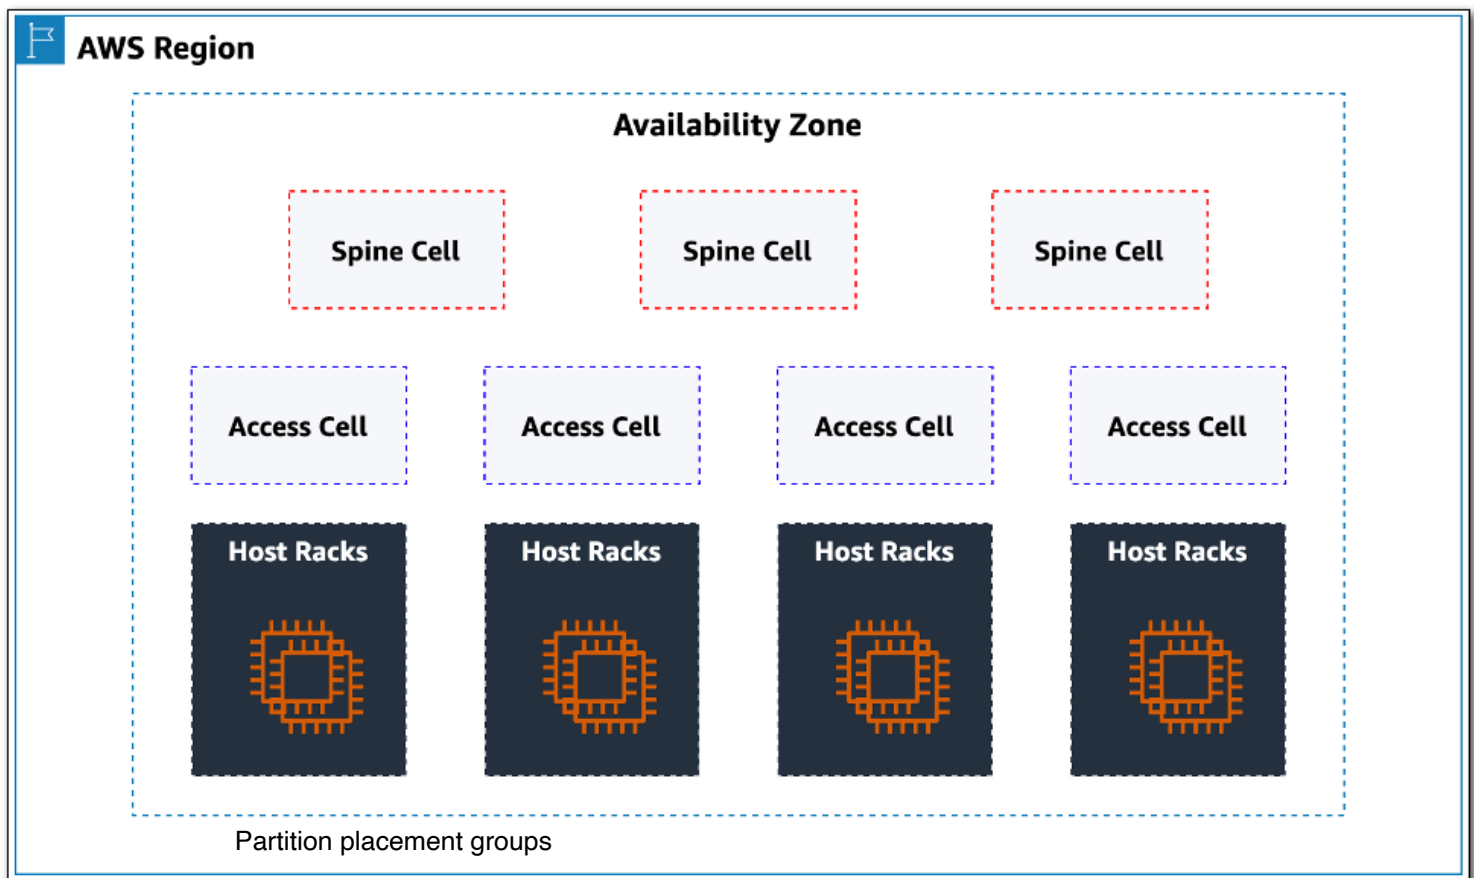 AWS Region
Availability Zone
Spine Cell Spine Cell Spine Cell
Access Cell Access Cell Access Cell Access Cell
Host Racks Host Racks Host Racks Host Racks
Partition placement groups